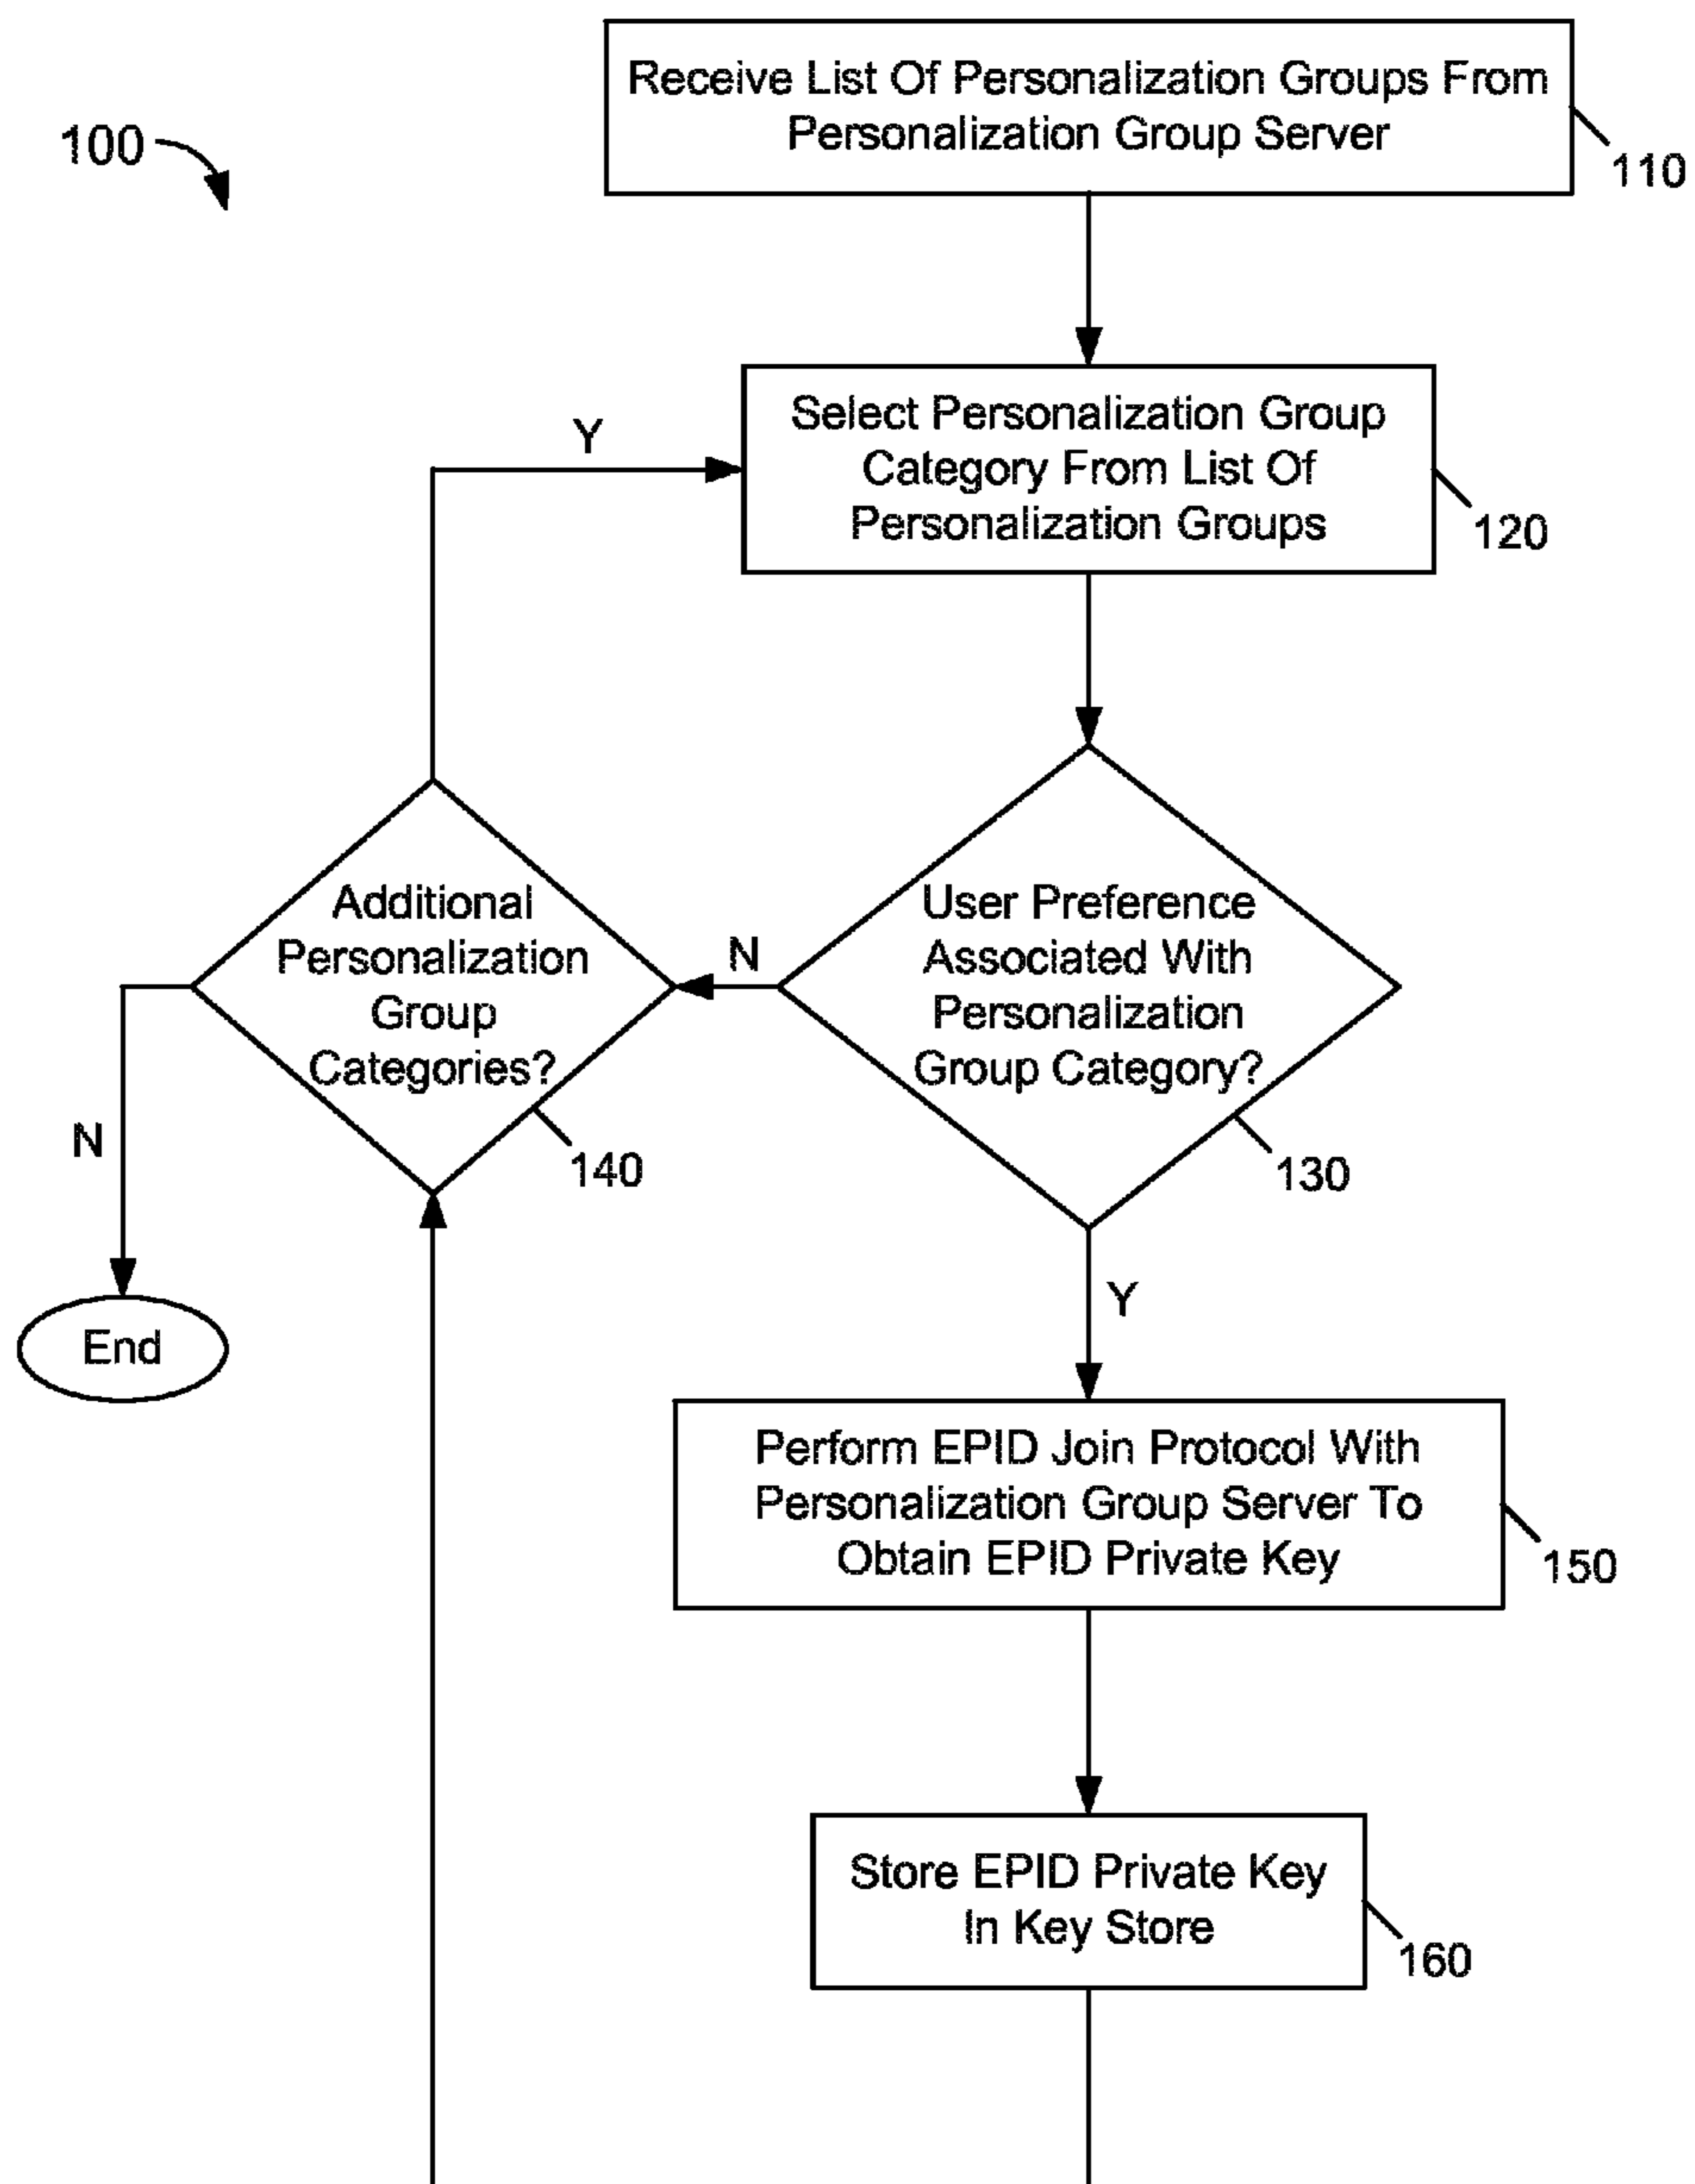 100
Receive List Of Personalization Groups From
Personalization Group Server
110
Select Personalization Group
Category From List Of
Personalization Groups
120
Y
Additional
Personalization
Group
Categories?
140
N
User Preference
Associated With
Personalization
Group Category?
130
N
End
Y
Perform EPID Join Protocol With
Personalization Group Server To
Obtain EPID Private Key
150
Store EPID Private Key
In Key Store
160